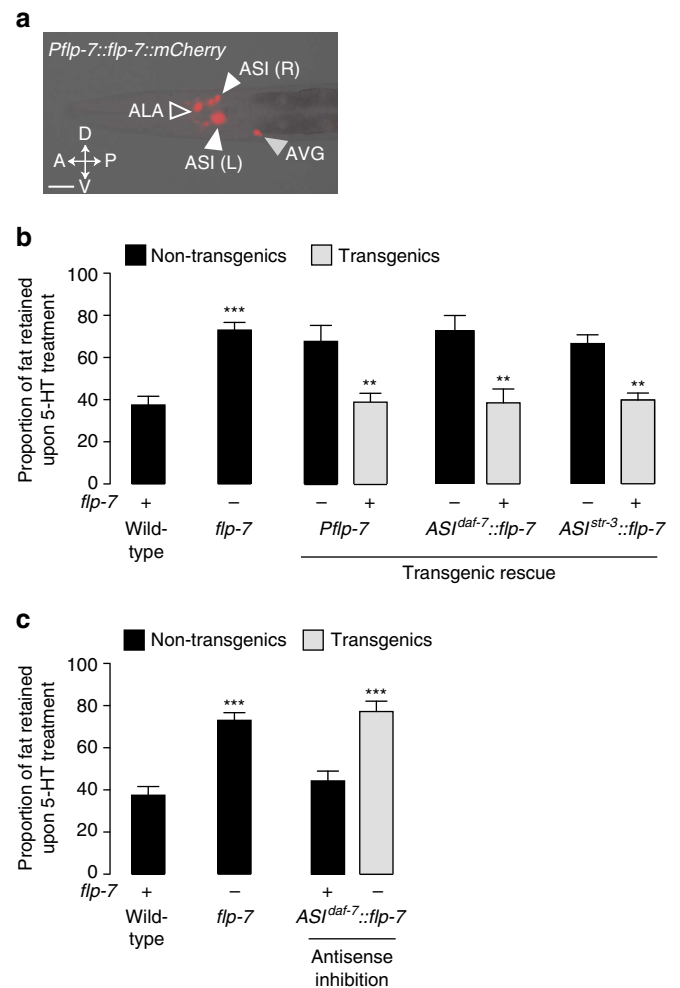 a
Pflp-7::flp-7::mCherry
ASI (R)
ALA
D
A P
V
ASI (L)
AVG
b
Non-transgenics Transgenics
Proportion of fat retained
upon 5-HT treatment
100
80
60
40
20
0
***
**
**
**
flp-7 + – – + – + – +
Wild-
type
flp-7
Pflp-7
ASIdaf-7::flp-7
ASIstr-3::flp-7
Transgenic rescue
c
Non-transgenics Transgenics
Proportion of fat retained
upon 5-HT treatment
100
80
60
40
20
0
***
***
flp-7 + – + –
Wild-
type
flp-7
ASIdaf-7::flp-7
Antisense
inhibition